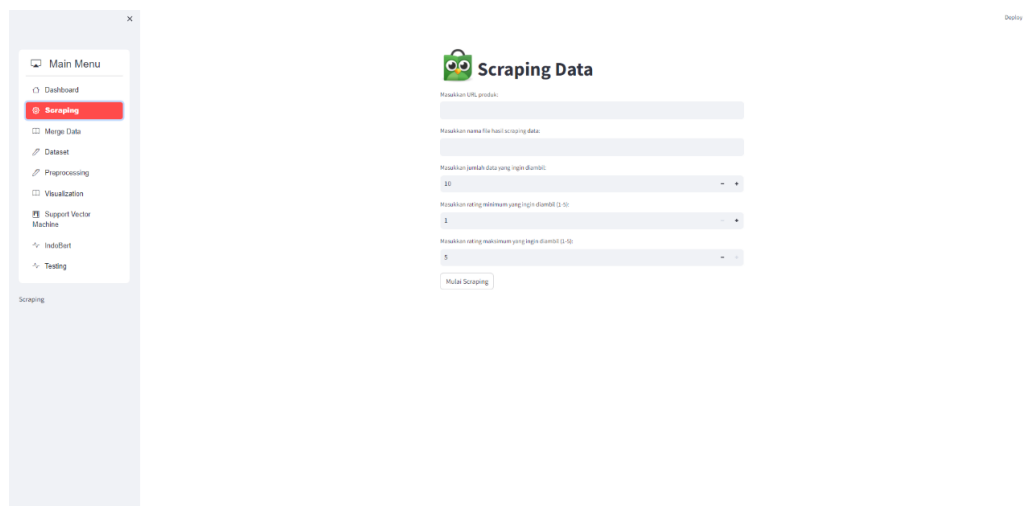 Deploy
Main Menu
Dashboard
Scraping
Merge Data
Dataset
Preprocessing
Visualization
Support Vector
Machine
IndoBert
Testing
Scraping
Scraping Data
Masukkan URL produk:
Masukkan nama file hasil scraping data:
Masukkan jumlah data yang ingin diambil:
10
Masukkan rating minimum yang ingin diambil (1-5):
1
Masukkan rating maksimum yang ingin diambil (1-5):
5
Mulai Scraping